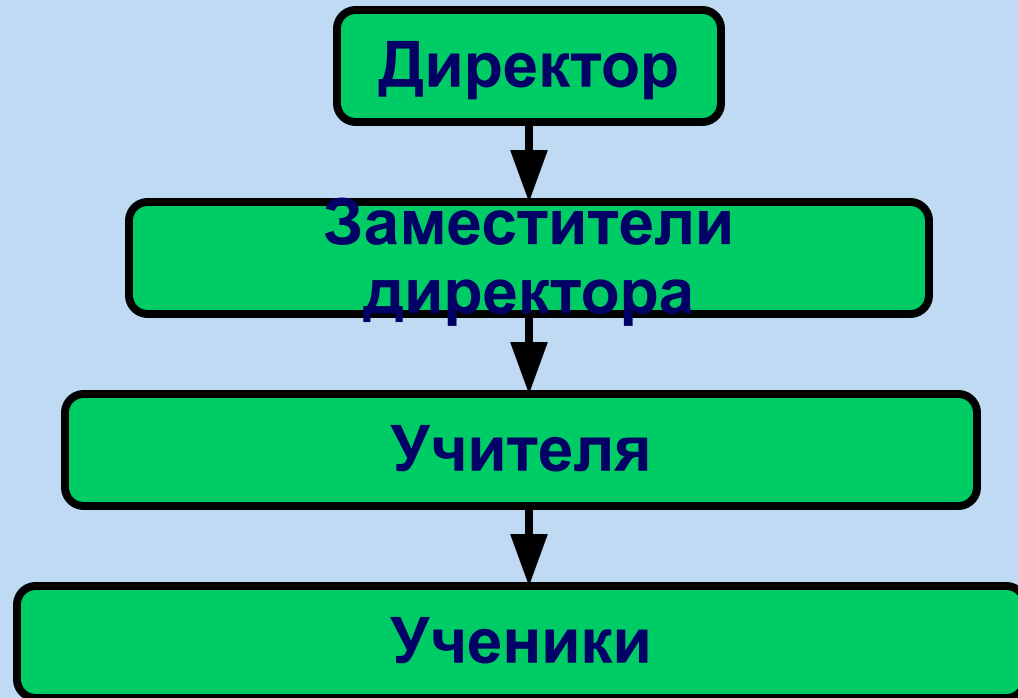 Директор
Заместители
директора
Учителя
Ученики